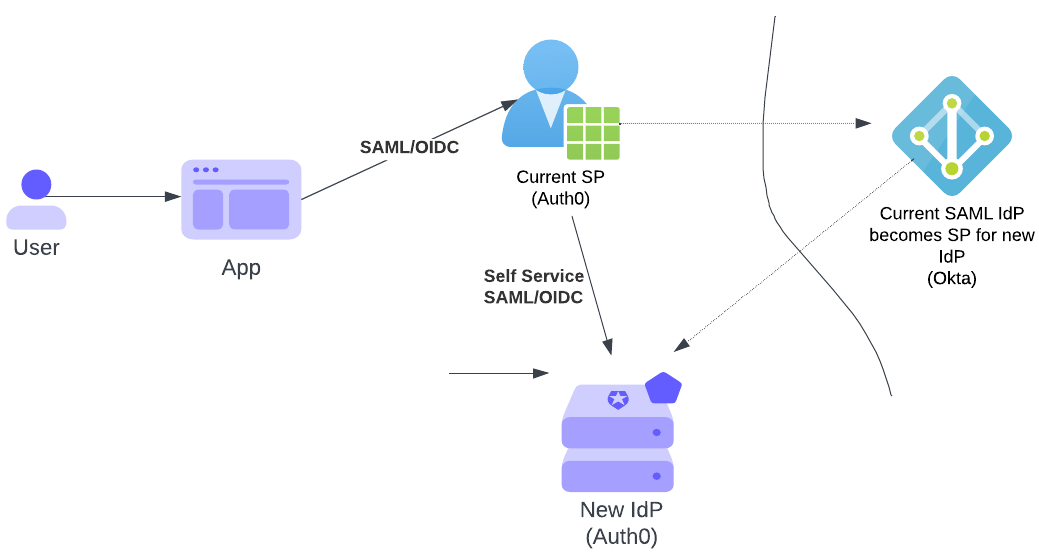 User
App
SAML/OIDC
Current SP
(Auth0)
Self Service
SAML/OIDC
Current SAML IdP
becomes SP for new
IdP
(Okta)
New IdP
(Auth0)